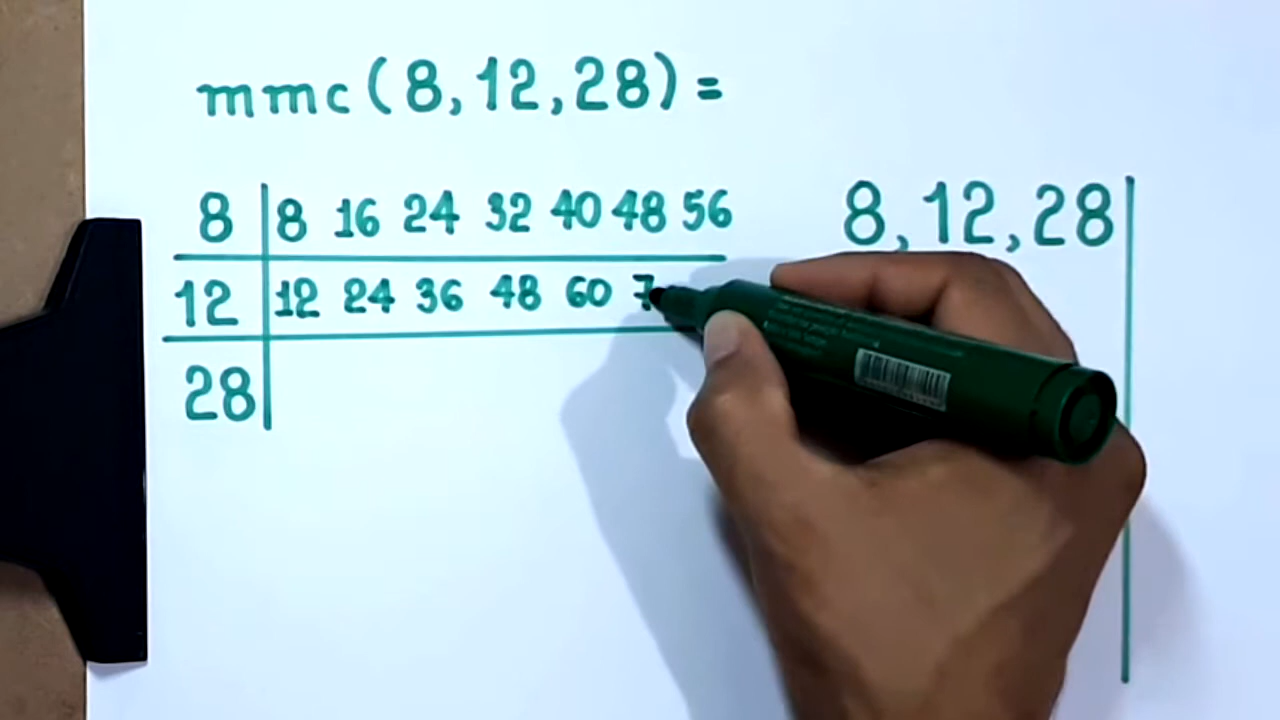 mmc(8,12,28)=
8 8 16 24 32 40 48 56
12 12 24 36 48 60 7
28
8,12,28